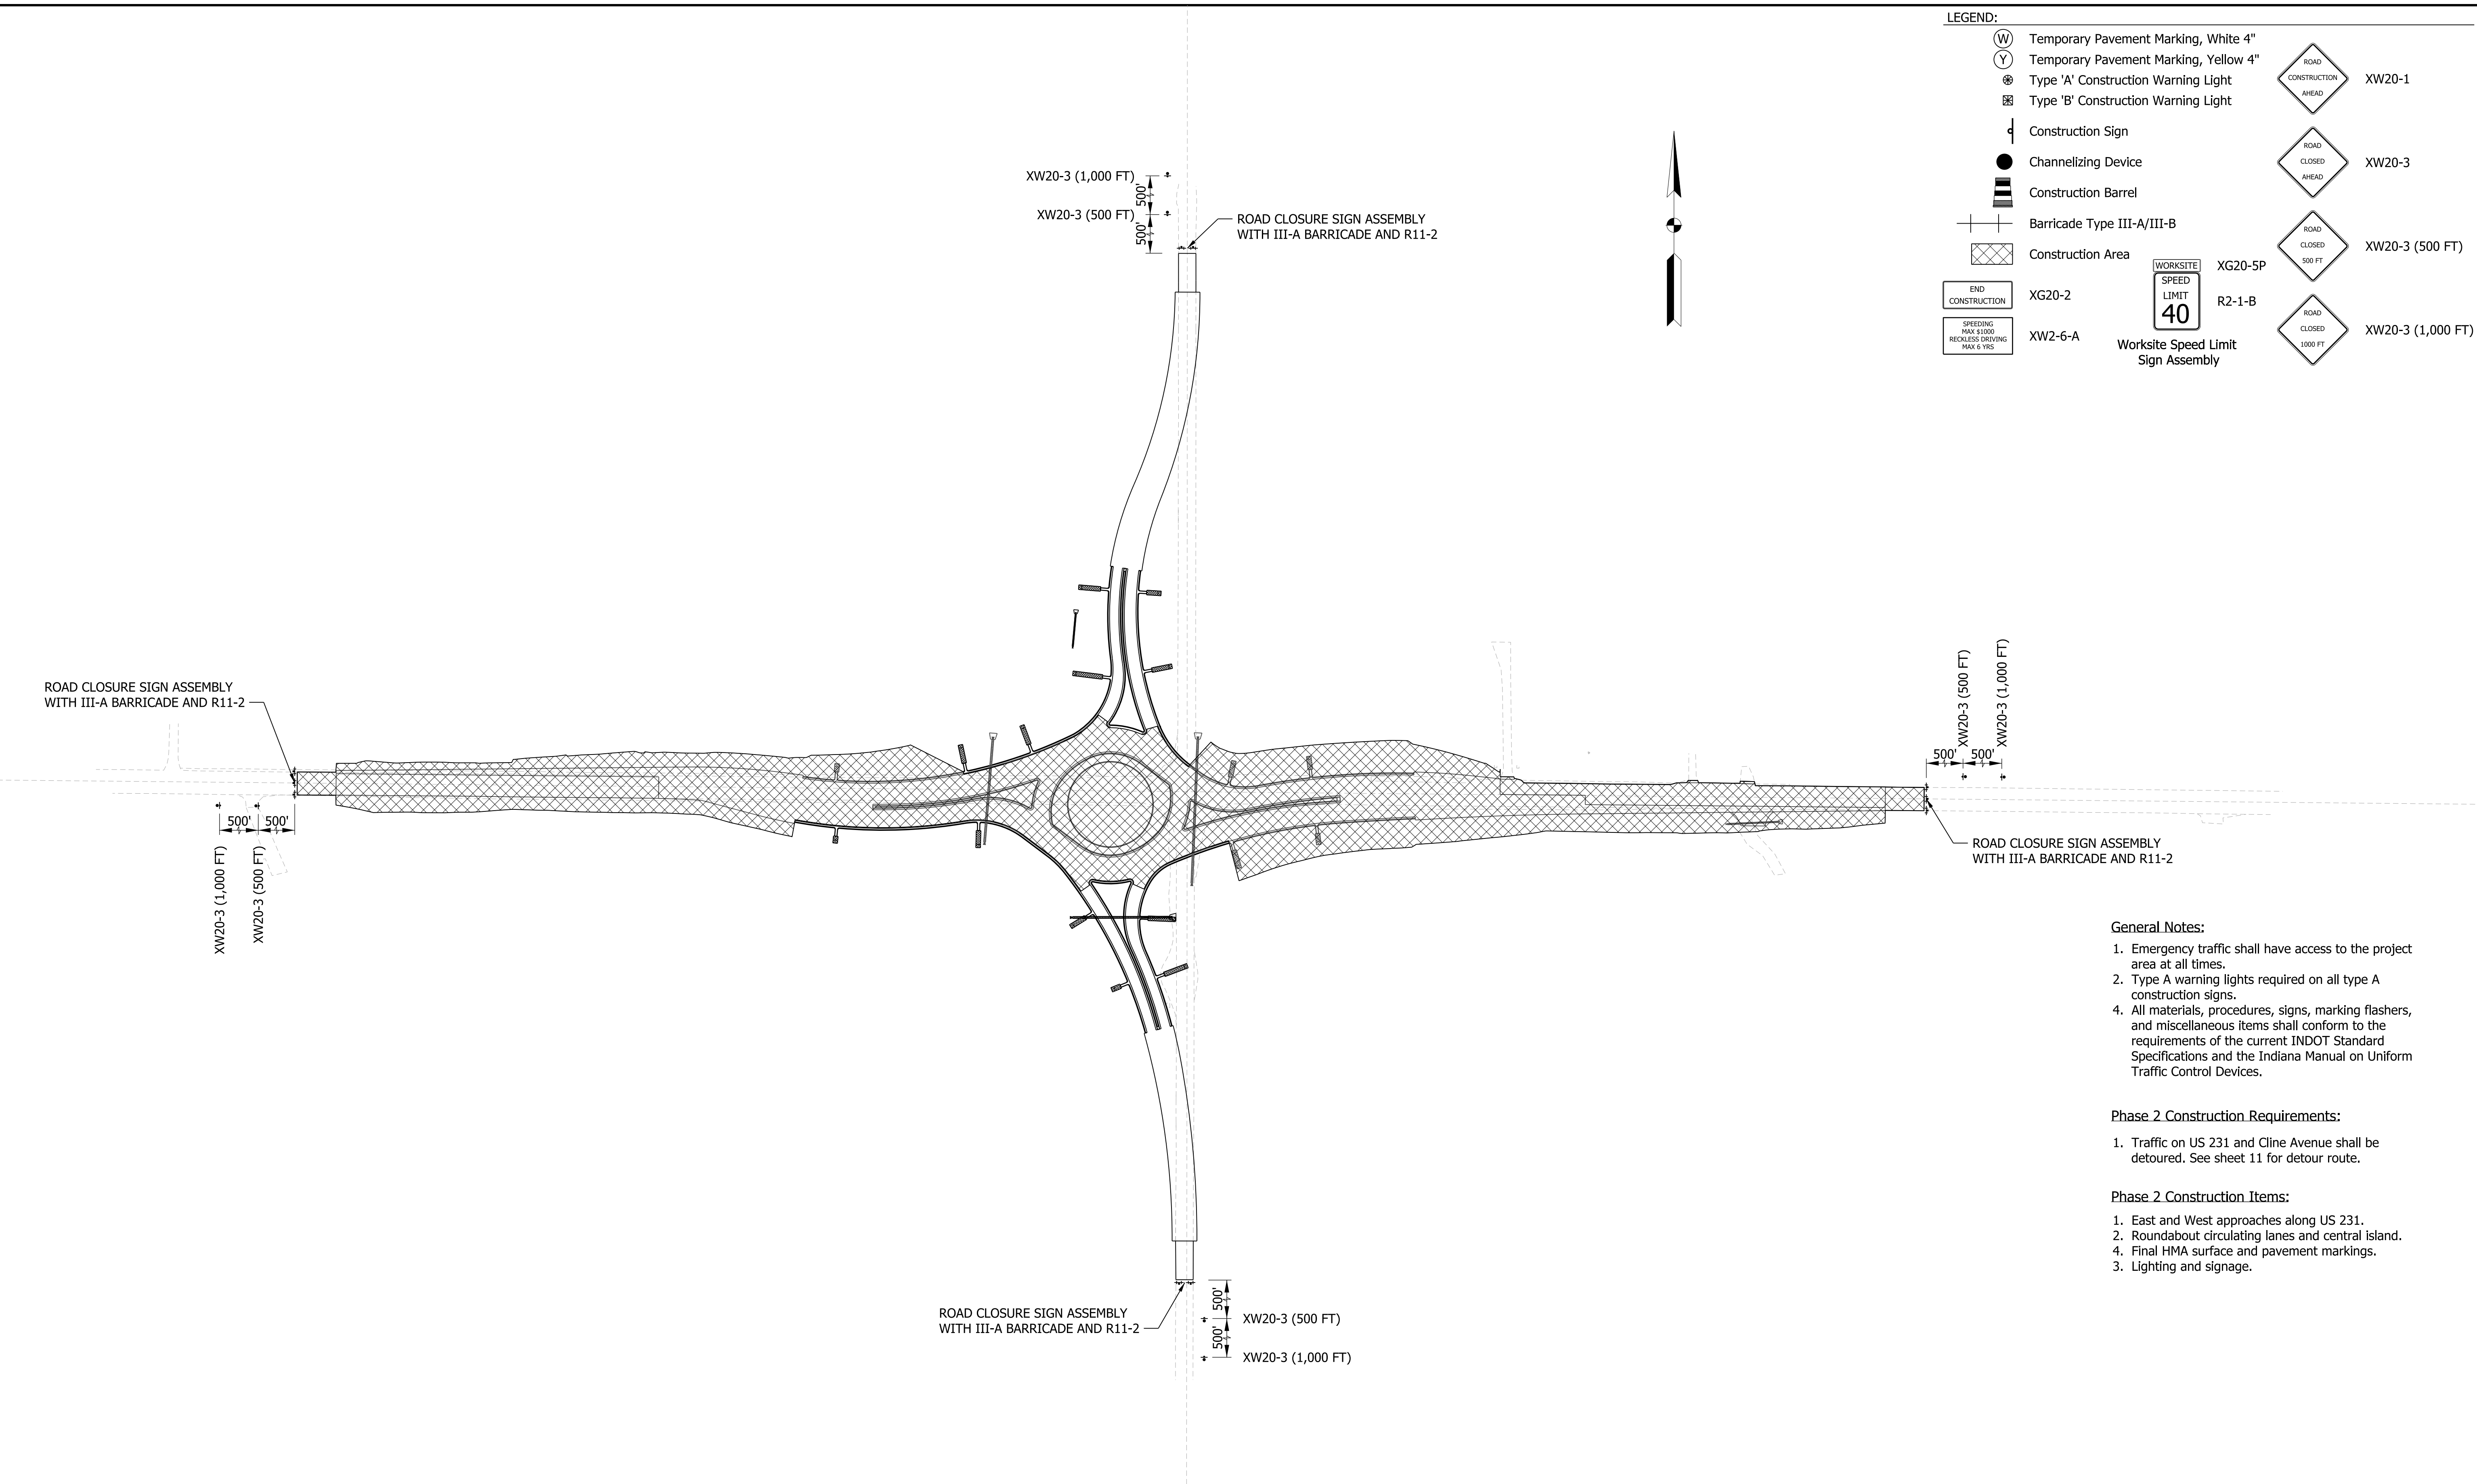 LEGEND:
W Temporary Pavement Marking, White 4"
Y Temporary Pavement Marking, Yellow 4"
Type 'A' Construction Warning Light
Type 'B' Construction Warning Light
Construction Sign
Channelizing Device
Construction Barrel
Barricade Type III-A/III-B
Construction Area
END
CONSTRUCTION
XG20-2
SPEEDING
MAX $1000
RECKLESS DRIVING
MAX 6 YRS
XW2-6-A
WORKSITE
XG20-5P
SPEED
LIMIT
40
R2-1-B
Worksite Speed Limit
Sign Assembly
ROAD
CONSTRUCTION
AHEAD
XW20-1
ROAD
CLOSED
AHEAD
XW20-3
ROAD
CLOSED
500 FT
XW20-3 (500 FT)
ROAD
CLOSED
1000 FT
XW20-3 (1,000 FT)
XW20-3 (1,000 FT)
500'
XW20-3 (500 FT)
500'
ROAD CLOSURE SIGN ASSEMBLY
WITH III-A BARRICADE AND R11-2
ROAD CLOSURE SIGN ASSEMBLY
WITH III-A BARRICADE AND R11-2
500'
500'
XW20-3 (1,000 FT)
XW20-3 (500 FT)
XW20-3 (500 FT)
XW20-3 (1,000 FT)
500'
500'
ROAD CLOSURE SIGN ASSEMBLY
WITH III-A BARRICADE AND R11-2
ROAD CLOSURE SIGN ASSEMBLY
WITH III-A BARRICADE AND R11-2
500'
XW20-3 (500 FT)
500'
XW20-3 (1,000 FT)
General Notes:
1. Emergency traffic shall have access to the project
area at all times.
2. Type A warning lights required on all type A
construction signs.
4. All materials, procedures, signs, marking flashers,
and miscellaneous items shall conform to the
requirements of the current INDOT Standard
Specifications and the Indiana Manual on Uniform
Traffic Control Devices.
Phase 2 Construction Requirements:
1. Traffic on US 231 and Cline Avenue shall be
detoured. See sheet 11 for detour route.
Phase 2 Construction Items:
1. East and West approaches along US 231.
2. Roundabout circulating lanes and central island.
4. Final HMA surface and pavement markings.
3. Lighting and signage.